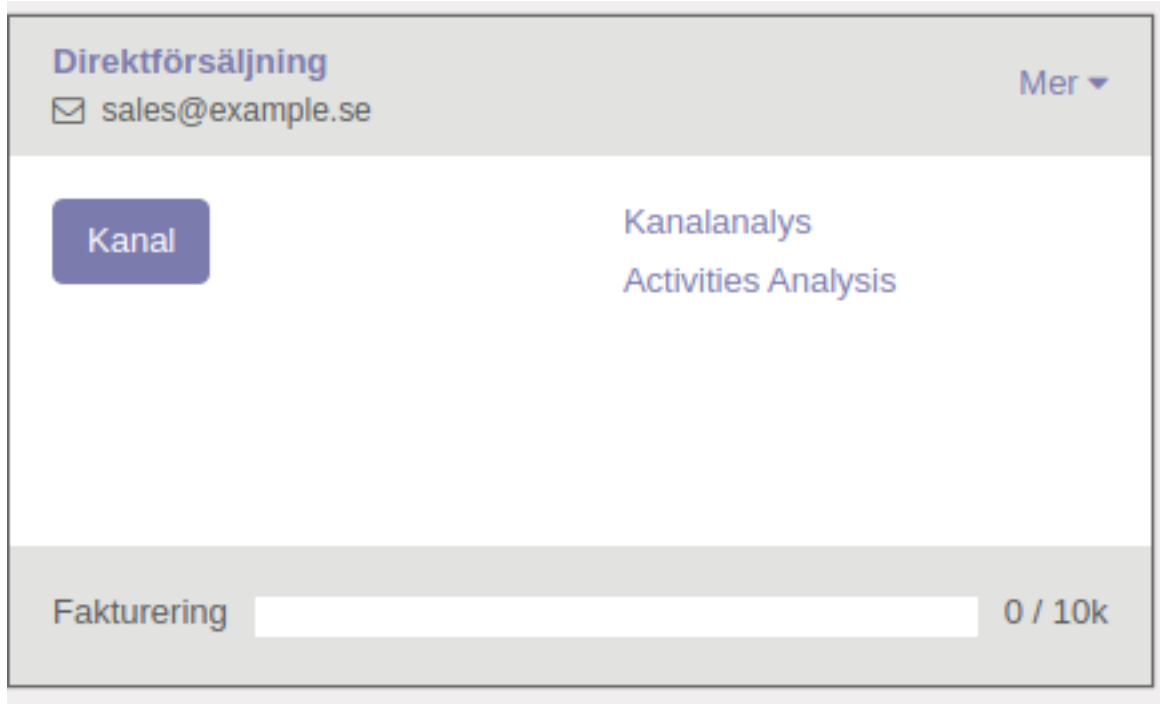 Direktförsäljning
Mer
sales@example.se
Kanal
Kanalanalys
Activities Analysis
Fakturering 0 / 10k